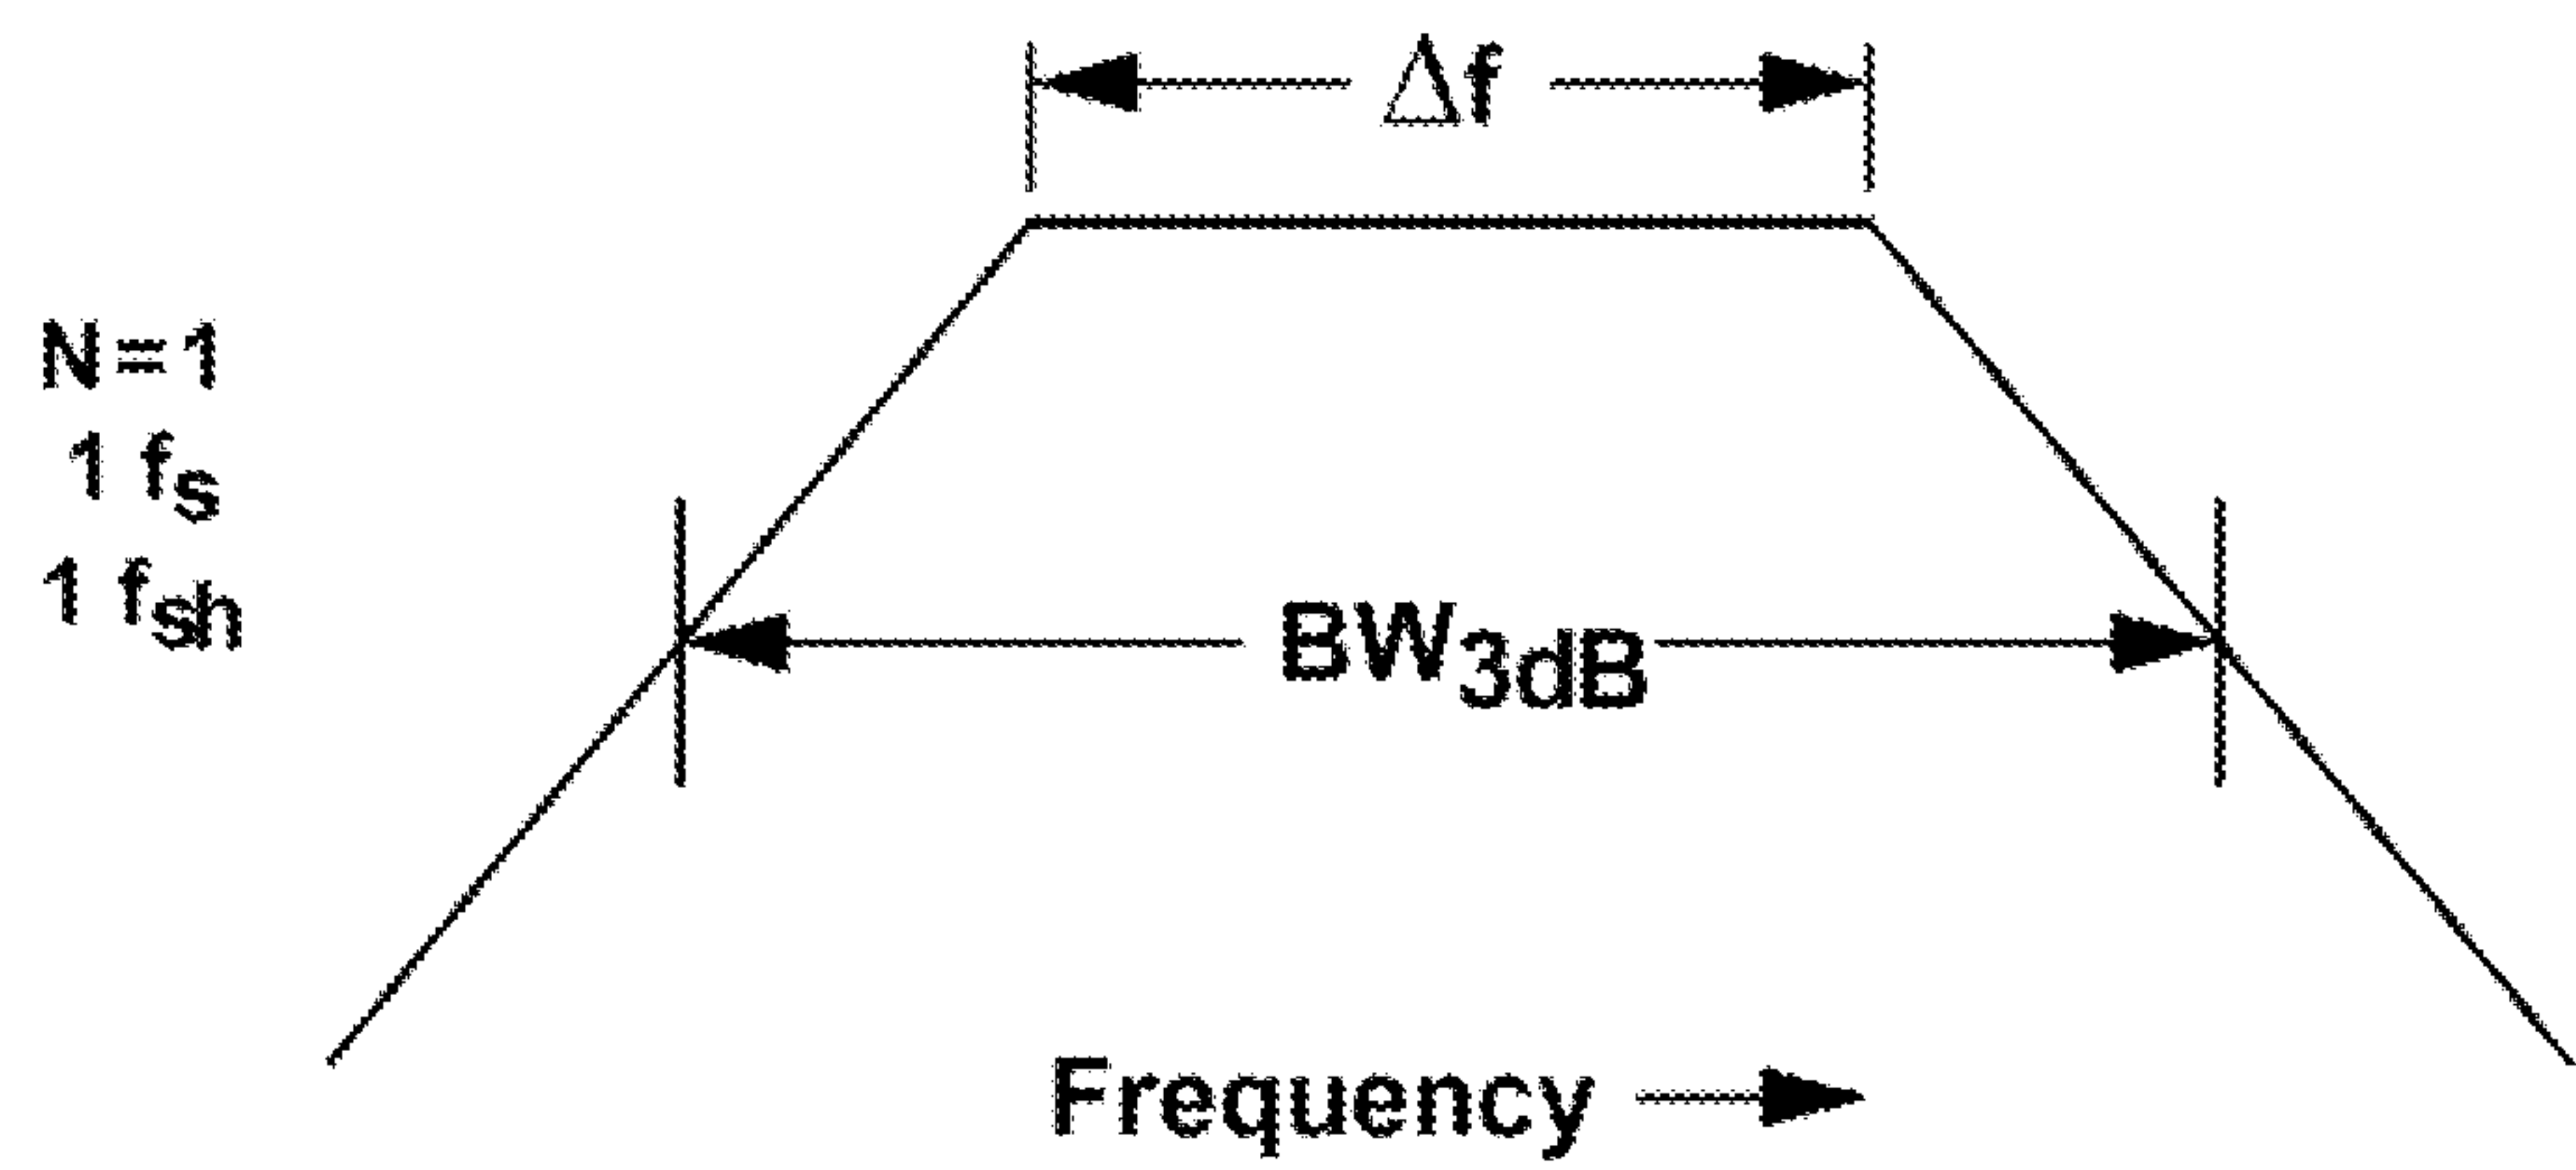 Δf
N=1
1 fs
1 fsh
BW3dB
Frequency